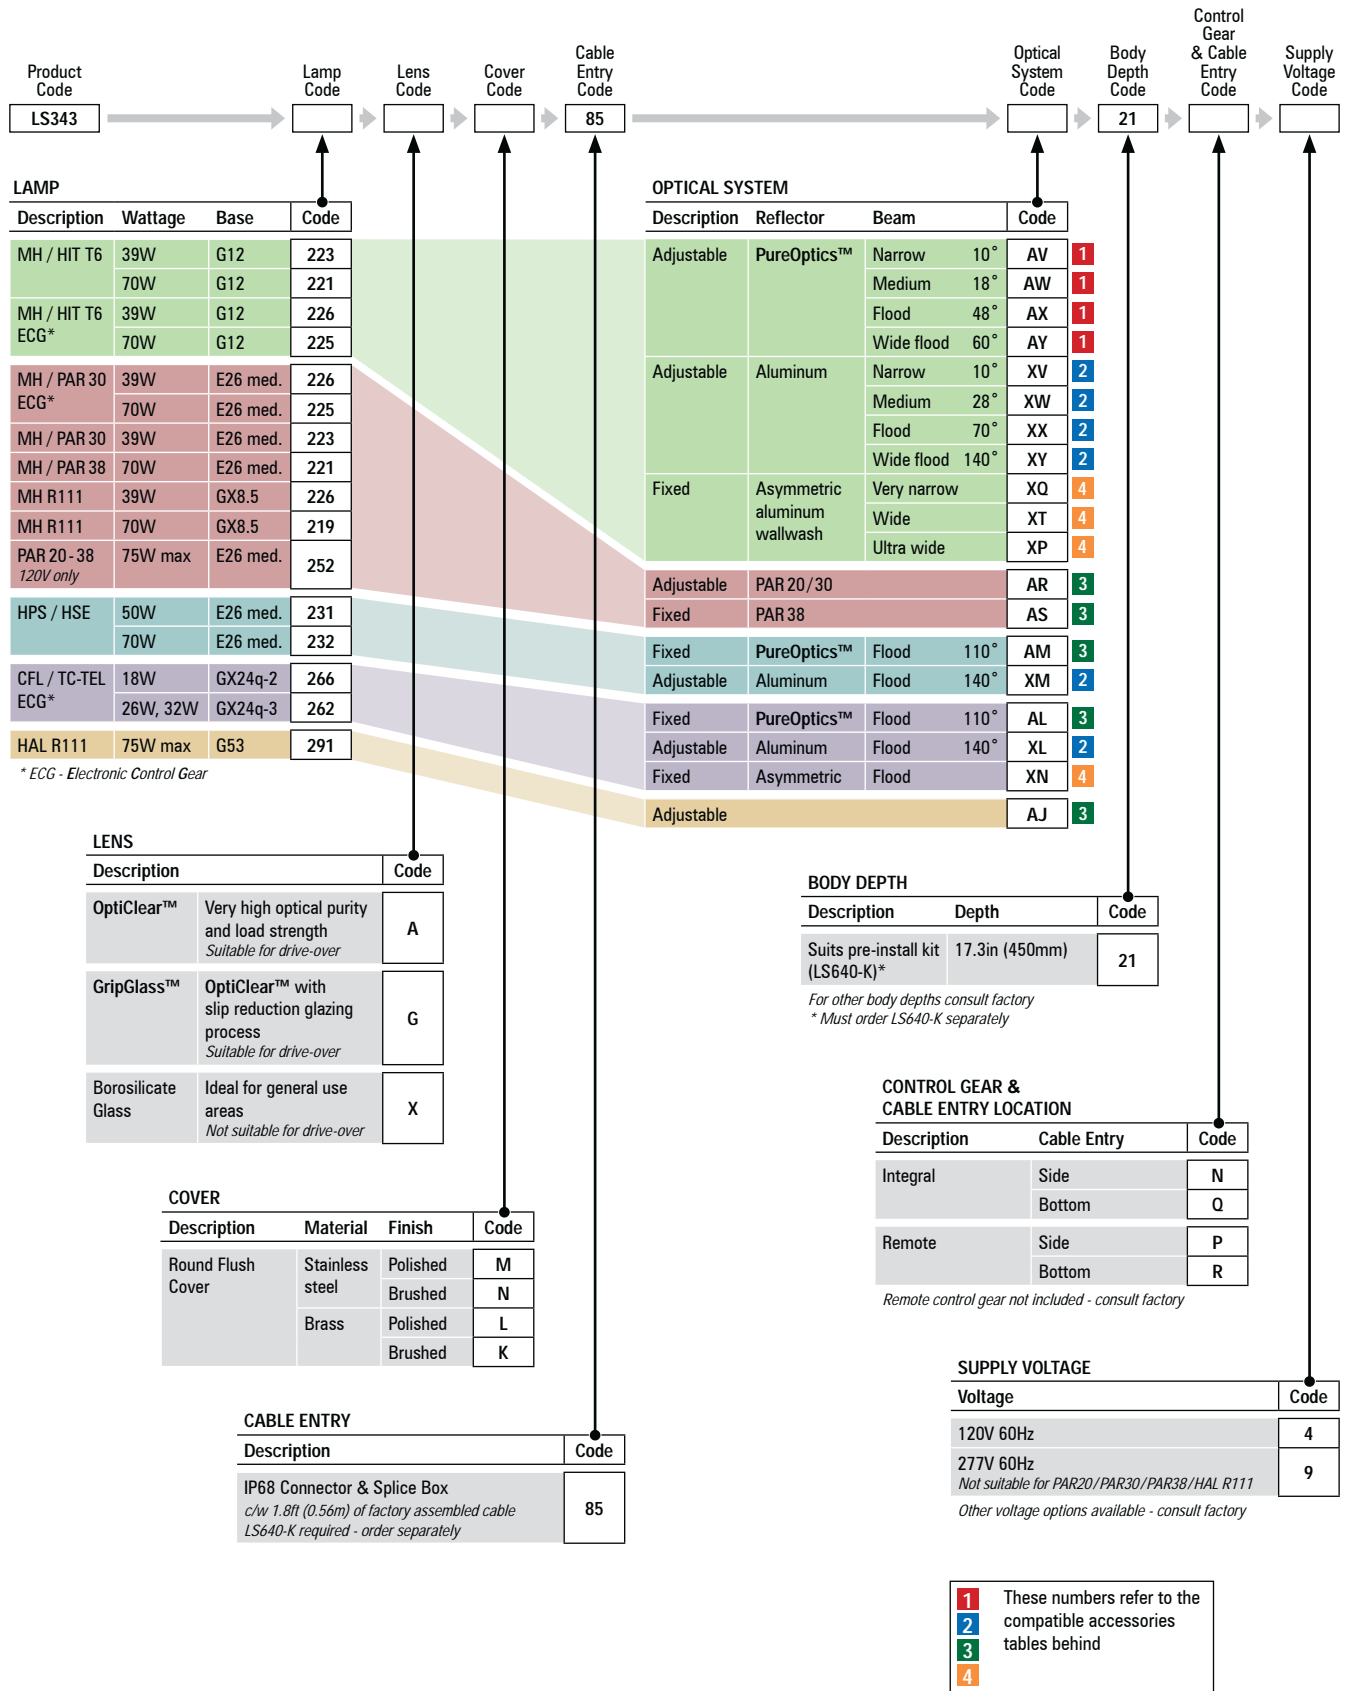 Product Code
Lamp Code
Lens Code
Cover Code
Cable Entry Code
Optical System Code
Body Depth Code
Control Gear & Cable Entry Code
Supply Voltage Code
LS343
85
21
LAMP
Description Wattage Base Code
MH / HIT T6 39W G12 223
70W G12 221
MH / HIT T6 ECG* 39W G12 226
70W G12 225
MH / PAR 30 ECG* 39W E26 med. 226
70W E26 med. 225
MH / PAR 30 39W E26 med. 223
MH / PAR 38 70W E26 med. 221
MH R111 39W GX8.5 226
MH R111 70W GX8.5 219
PAR 20 - 38 75W max E26 med. 252
120V only
HPS / HSE 50W E26 med. 231
70W E26 med. 232
CFL / TC-TEL ECG* 18W GX24q-2 266
26W, 32W GX24q-3 262
HAL R111 75W max G53 291
* ECG - Electronic Control Gear
OPTICAL SYSTEM
Description Reflector Beam Code
Adjustable PureOptics™ Narrow 10° AV 1
Medium 18° AW 1
Flood 48° AX 1
Wide flood 60° AY 1
Adjustable Aluminum Narrow 10° XV 2
Medium 28° XW 2
Flood 70° XX 2
Wide flood 140° XY 2
Fixed Asymmetric aluminum wallwash Very narrow XQ 4
Wide XT 4
Ultra wide XP 4
Adjustable PAR 20/30 AR 3
Fixed PAR 38 AS 3
Fixed PureOptics™ Flood 110° AM 3
Adjustable Aluminum Flood 140° XM 2
Fixed PureOptics™ Flood 110° AL 3
Adjustable Aluminum Flood 140° XL 2
Fixed Asymmetric Flood XN 4
Adjustable AJ 3
LENS
Description Code
OptiClear™ Very high optical purity and load strength A
Suitable for drive-over
GripGlass™ OptiClear™ with slip reduction glazing process G
Suitable for drive-over
Borosilicate Glass Ideal for general use areas X
Not suitable for drive-over
BODY DEPTH
Description Depth Code
Suits pre-install kit (LS640-K)* 17.3in (450mm) 21
For other body depths consult factory
* Must order LS640-K separately
CONTROL GEAR &
CABLE ENTRY LOCATION
Description Cable Entry Code
Integral Side N
Bottom Q
Remote Side P
Bottom R
Remote control gear not included - consult factory
COVER
Description Material Finish Code
Round Flush Cover Stainless steel Polished M
Brushed N
Brass Polished L
Brushed K
SUPPLY VOLTAGE
Voltage Code
120V 60Hz 4
277V 60Hz 9
Not suitable for PAR20/PAR30/PAR38/HAL R111
Other voltage options available - consult factory
CABLE ENTRY
Description Code
IP68 Connector & Splice Box 85
c/w 1.8ft (0.56m) of factory assembled cable
LS640-K required - order separately
1 These numbers refer to the
2 compatible accessories
3 tables behind
4